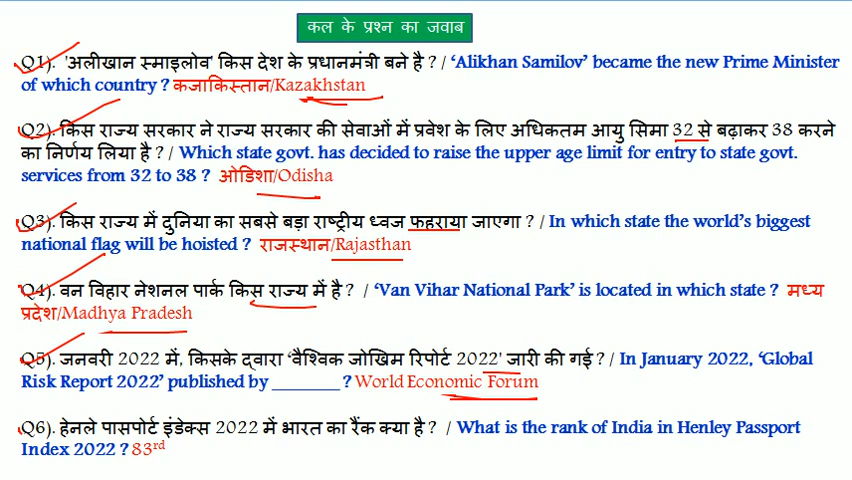 कल के प्रश्न का जवाब
Q1). 'अलीखान स्माइलोव' किस देश के प्रधानमंत्री बने है ? / ‘Alikhan Samilov’ became the new Prime Minister
of which country ? कजाकिस्तान/Kazakhstan
Q2). किस राज्य सरकार ने राज्य सरकार की सेवाओं में प्रवेश के लिए अधिकतम आयु सिमा 32 से बढ़ाकर 38 करने
का निर्णय लिया है ? / Which state govt. has decided to raise the upper age limit for entry to state govt.
services from 32 to 38 ? ओडिशा/Odisha
Q3). किस राज्य में दुनिया का सबसे बड़ा राष्ट्रीय ध्वज फहराया जाएगा ? / In which state the world’s biggest
national flag will be hoisted ? राजस्थान/Rajasthan
Q4). वन विहार नेशनल पार्क किस राज्य में है ? / ‘Van Vihar National Park’ is located in which state ? मध्य
प्रदेश/Madhya Pradesh
Q5). जनवरी 2022 में, किसके द्वारा ‘वैश्विक जोखिम रिपोर्ट 2022’ जारी की गई ? / In January 2022, ‘Global
Risk Report 2022’ published by _______ ? World Economic Forum
Q6). हेनले पासपोर्ट इंडेक्स 2022 में भारत का रैंक क्या है ? / What is the rank of India in Henley Passport
Index 2022 ? 83rd